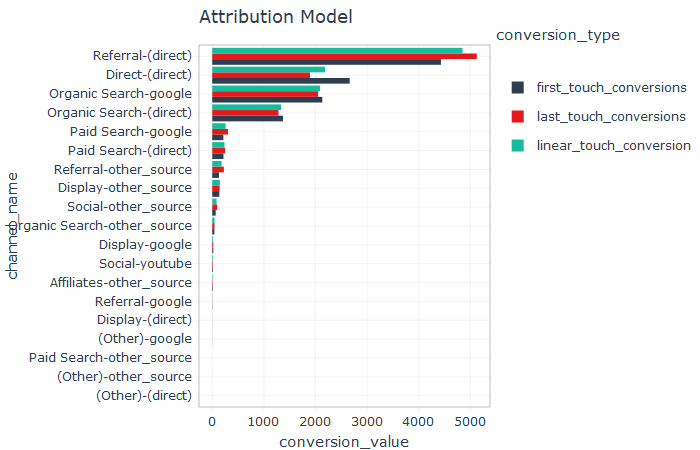 Attribution Model
conversion_type
first_touch_conversions
last_touch_conversions
linear_touch_conversion
channel_name
Referral-(direct)
Direct-(direct)
Organic Search-google
Organic Search-(direct)
Paid Search-google
Paid Search-(direct)
Referral-other_source
Display-other_source
Social-other_source
Organic Search-other_source
Display-google
Social-youtube
Affiliates-other_source
Referral-google
Display-(direct)
(Other)-google
Paid Search-other_source
(Other)-other_source
(Other)-(direct)
0 1000 2000 3000 4000 5000
conversion_value